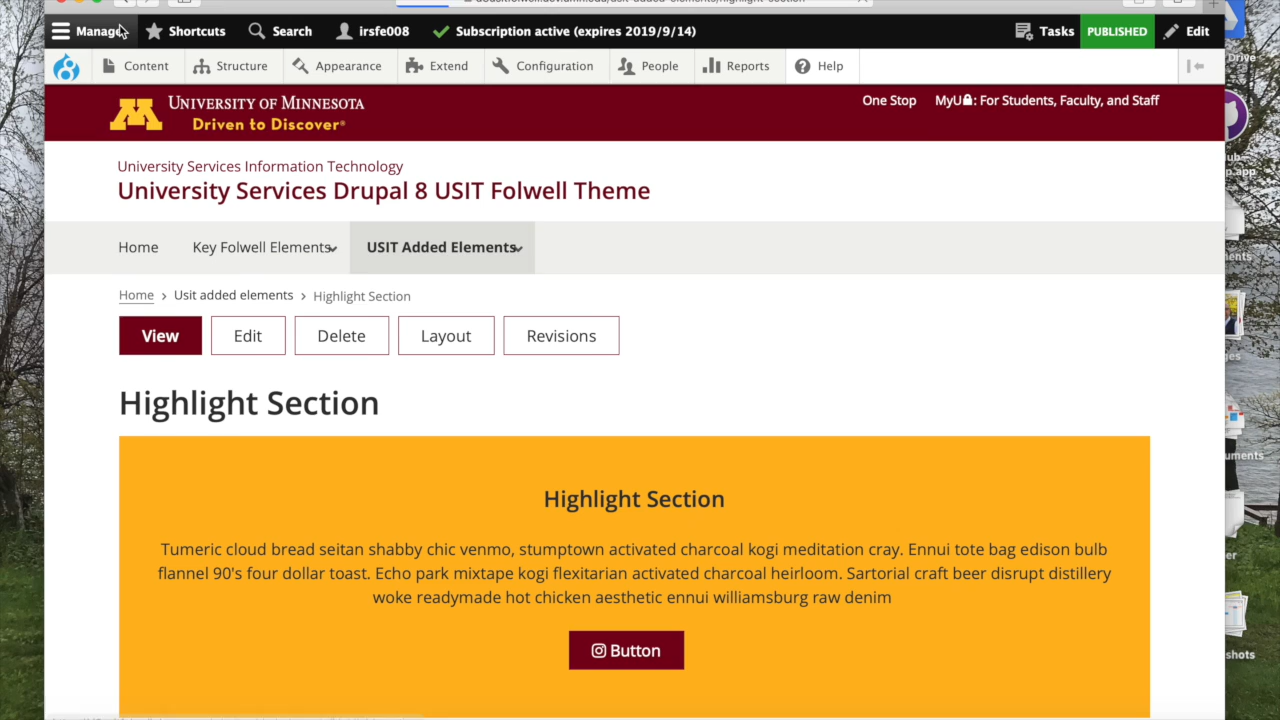 Manage Shortcuts Search irsfe008 Subscription active (expires 2019/9/14) Tasks PUBLISHED Edit
Content Structure Appearance Extend Configuration People Reports Help
UNIVERSITY OF MINNESOTA
Driven to Discover®
One Stop MyU: For Students, Faculty, and Staff
University Services Information Technology
University Services Drupal 8 USIT Folwell Theme
Home Key Folwell Elements USIT Added Elements
Home › Usit added elements › Highlight Section
View Edit Delete Layout Revisions
Highlight Section
Highlight Section
Tumeric cloud bread seitan shabby chic venmo, stumptown activated charcoal kogi meditation cray. Ennui tote bag edison bulb
flannel 90's four dollar toast. Echo park mixtape kogi flexitarian activated charcoal heirloom. Sartorial craft beer disrupt distillery
woke readymade hot chicken aesthetic ennui williamsburg raw denim
Button
Drive